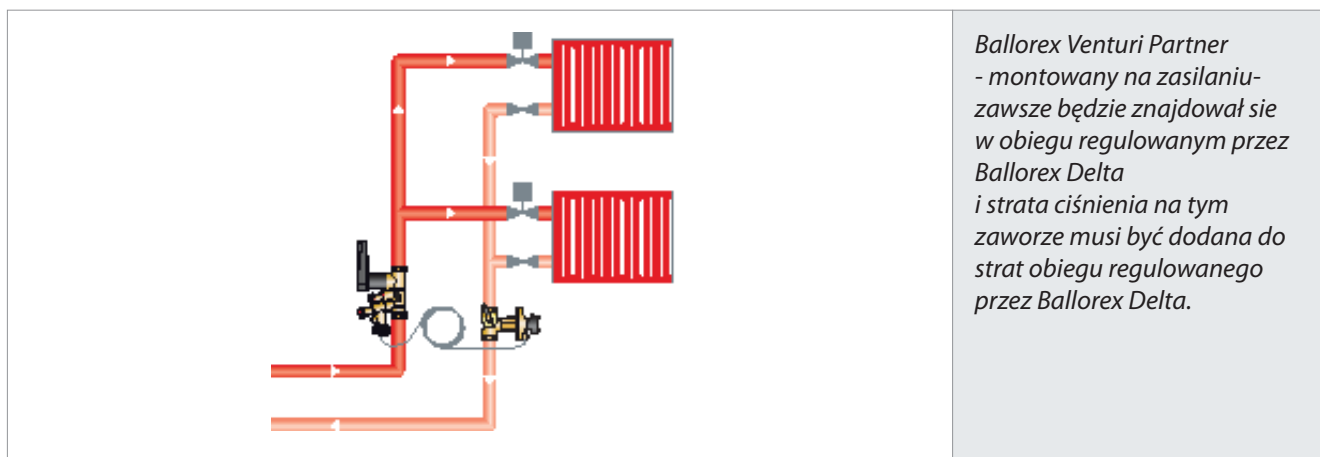 Ballorex Venturi Partner
- montowany na zasilaniu-
zawsze będzie znajdował sie
w obiegu regulowanym przez
Ballorex Delta
i strata ciśnienia na tym
zaworze musi być dodana do
strat obiegu regulowanego
przez Ballorex Delta.